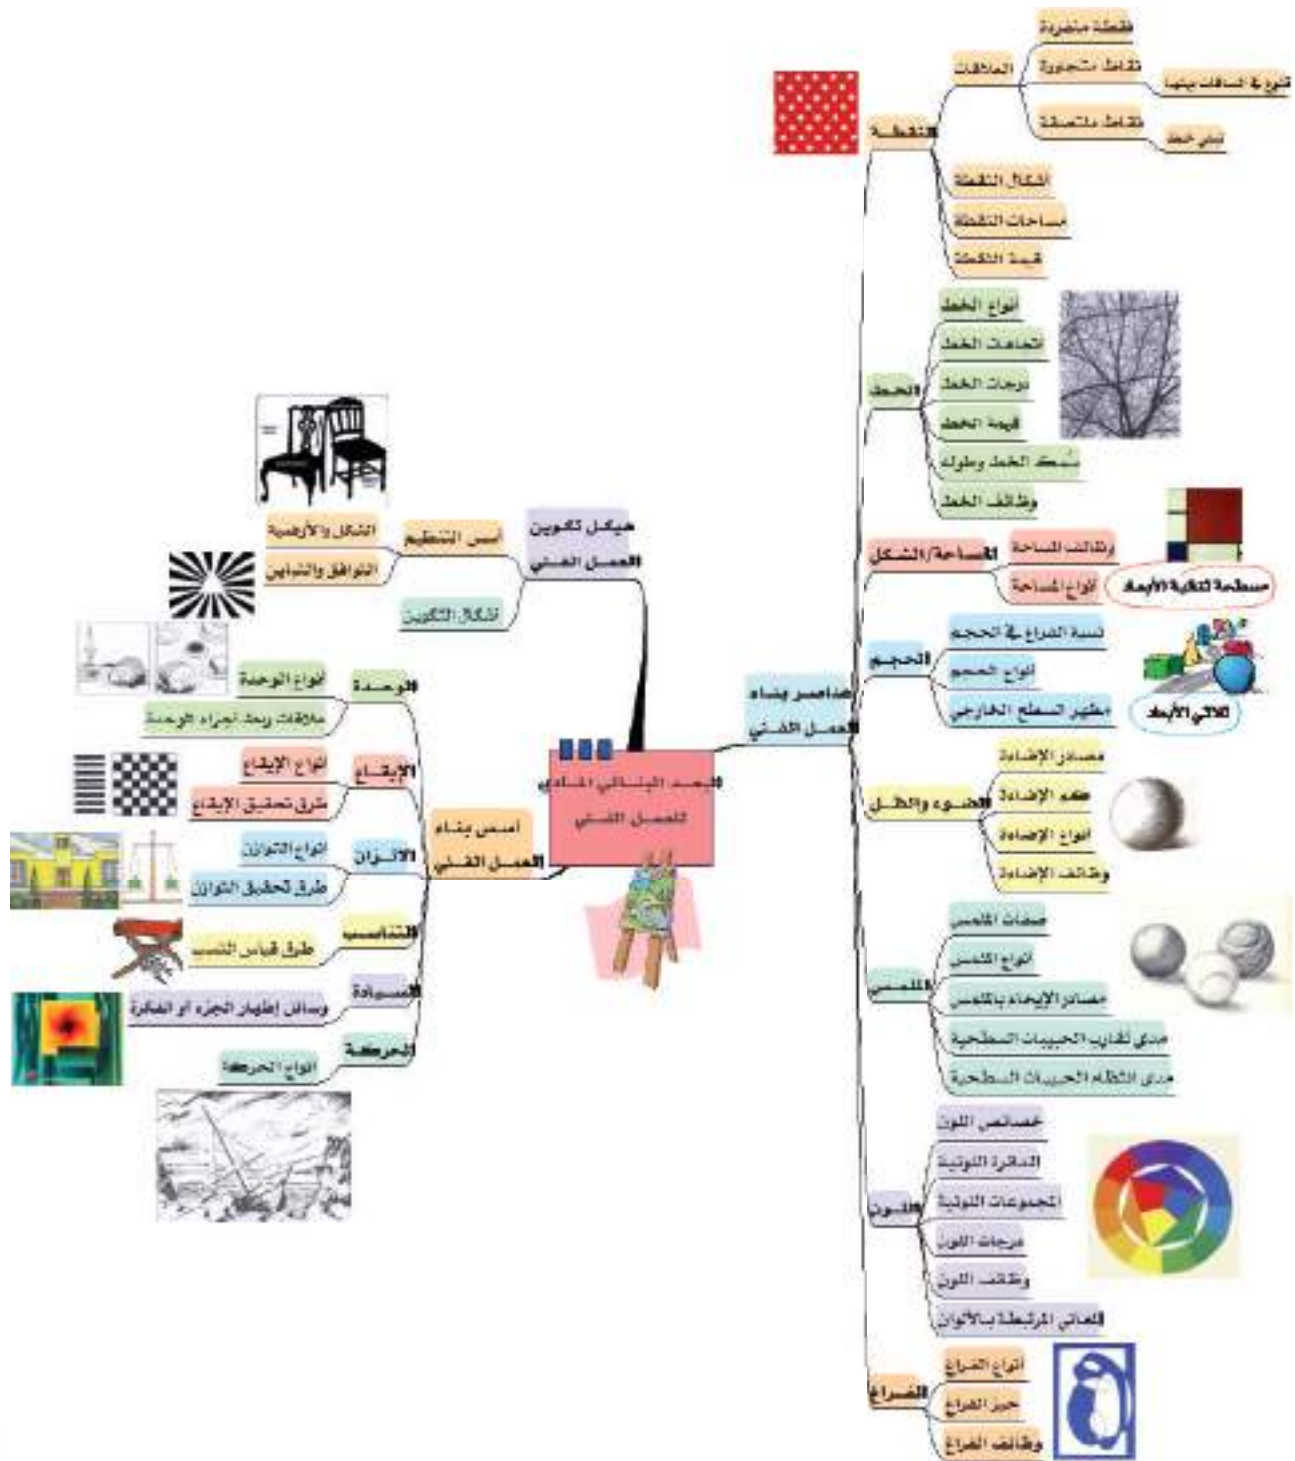 البعد البنائي المادي
للعمل الفني
عناصر بناء
العمل الفني
النقطة
العلاقات
نقطة منفردة
نقاط متجاورة
تنوع في المسافات بينها
نقاط ملتصقة
تبني خط
أشكال النقطة
مساحات النقطة
قيمة النقطة
الخط
أنواع الخط
اتجاهات الخط
درجات الخط
قيمة الخط
سُمك الخط وطوله
وظائف الخط
المساحة/الشكل
وظائف المساحة
أنواع المساحة
مسطحة ثنائية الأبعاد
الحجم
نسبة الفراغ في الحجم
أنواع الحجم
مظهر السطح الخارجي
ثلاثي الأبعاد
الضوء والظل
مصادر الإضاءة
الإضاءة
أنواع الإضاءة
وظائف الإضاءة
الملمس
صفات الملمس
أنواع الملمس
مصادر الإيحاء بالملمس
مدى تقارب الحبيبات السطحية
مدى انتظام الحبيبات السطحية
اللون
خصائص اللون
الدائرة اللونية
المجموعات اللونية
درجات اللون
وظائف اللون
المعاني المرتبطة بالألوان
الفراغ
أنواع الفراغ
حيز الفراغ
وظائف الفراغ
هيكل تكوين
العمل الفني
أسس التنظيم
الشكل والأرضية
التوافق والتباين
أشكال التكوين
أسس بناء
العمل الفني
الوحدة
أنواع الوحدة
علاقات ربط أجزاء الوحدة
الإيقاع
أنواع الإيقاع
طرق تحقيق الإيقاع
الاتزان
أنواع التوازن
طرق تحقيق التوازن
التناسب
طرق قياس النسب
السيادة
وسائل إظهار الجزء أو الفكرة
الحركة
أنواع الحركة